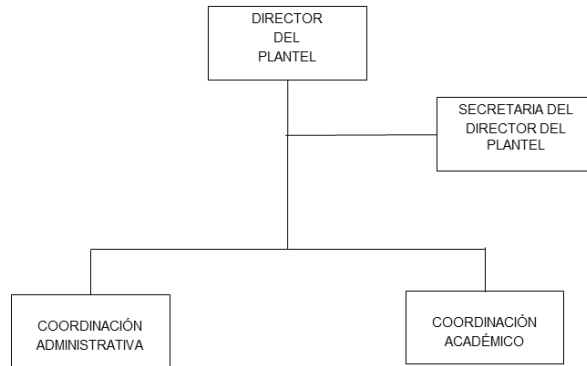 DIRECTOR
DEL
PLANTEL
SECRETARIA DEL
DIRECTOR DEL
PLANTEL
COORDINACIÓN
ADMINISTRATIVA
COORDINACIÓN
ACADÉMICO